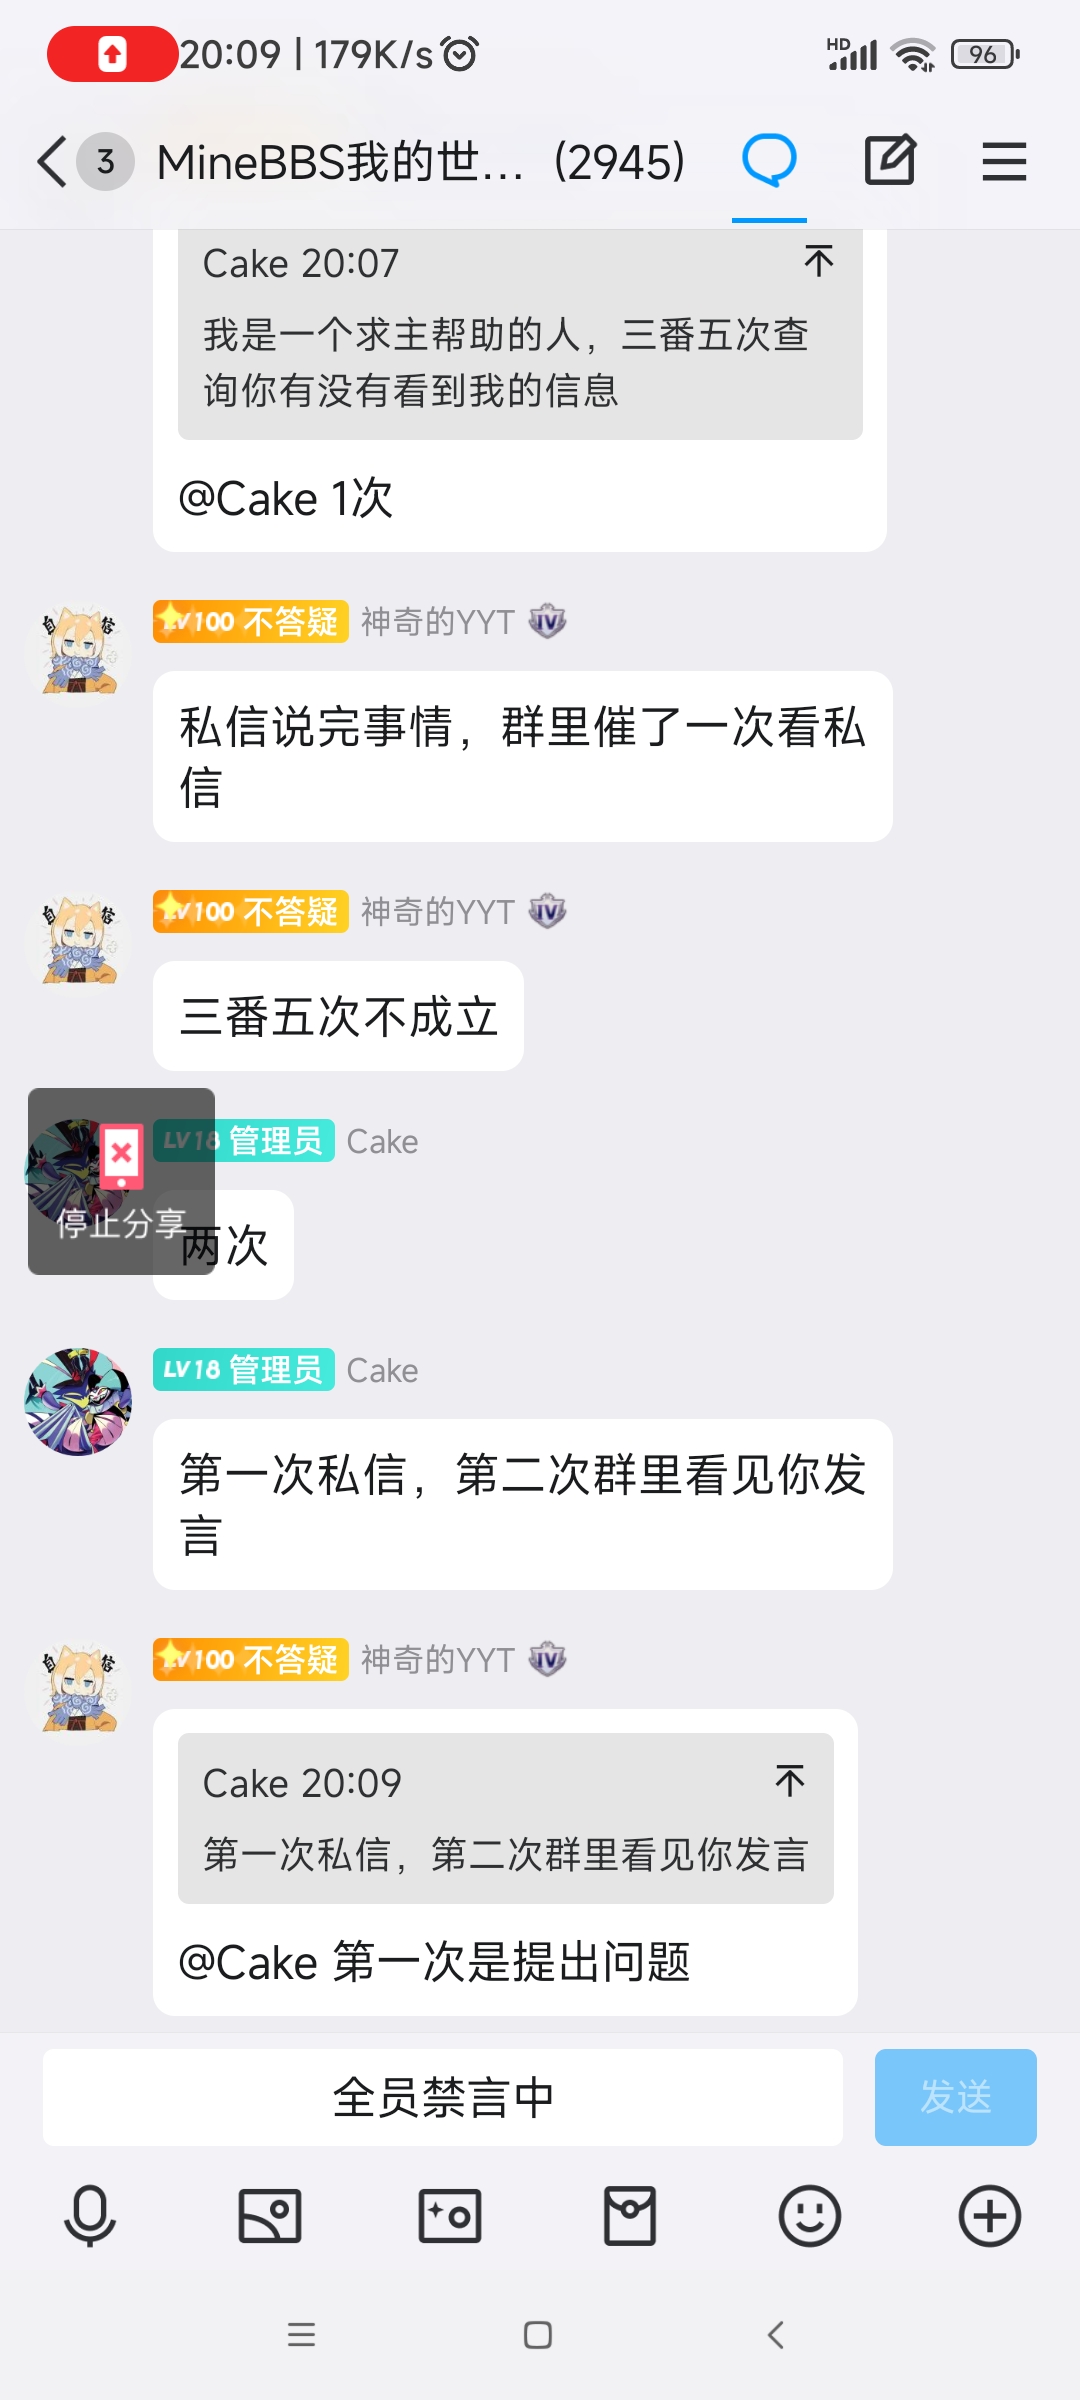 20:09 | 179K/s
HD
96
3
MineBBS我的世... (2945)
Cake 20:07
我是一个求主帮助的人，三番五次查
询你有没有看到我的信息
@Cake 1次
LV100 不答疑 神奇的YYT IV
私信说完事情，群里催了一次看私
信
LV100 不答疑 神奇的YYT IV
三番五次不成立
LV18 管理员 Cake
停止分享
两次
LV18 管理员 Cake
第一次私信，第二次群里看见你发
言
LV100 不答疑 神奇的YYT IV
Cake 20:09
第一次私信，第二次群里看见你发言
@Cake 第一次是提出问题
全员禁言中
发送